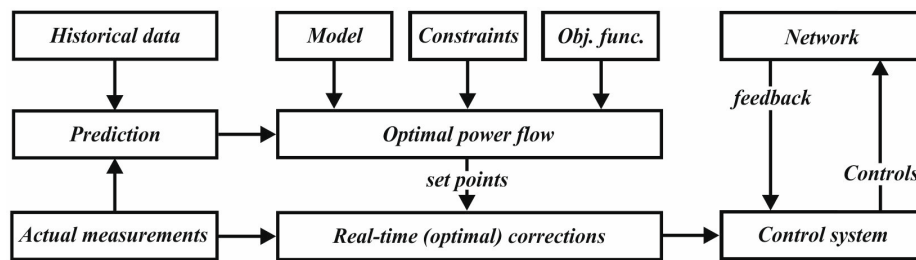 Historical data
Model
Constraints
Obj. func.
Network
feedback
Prediction
Optimal power flow
set points
Controls
Actual measurements
Real-time (optimal) corrections
Control system